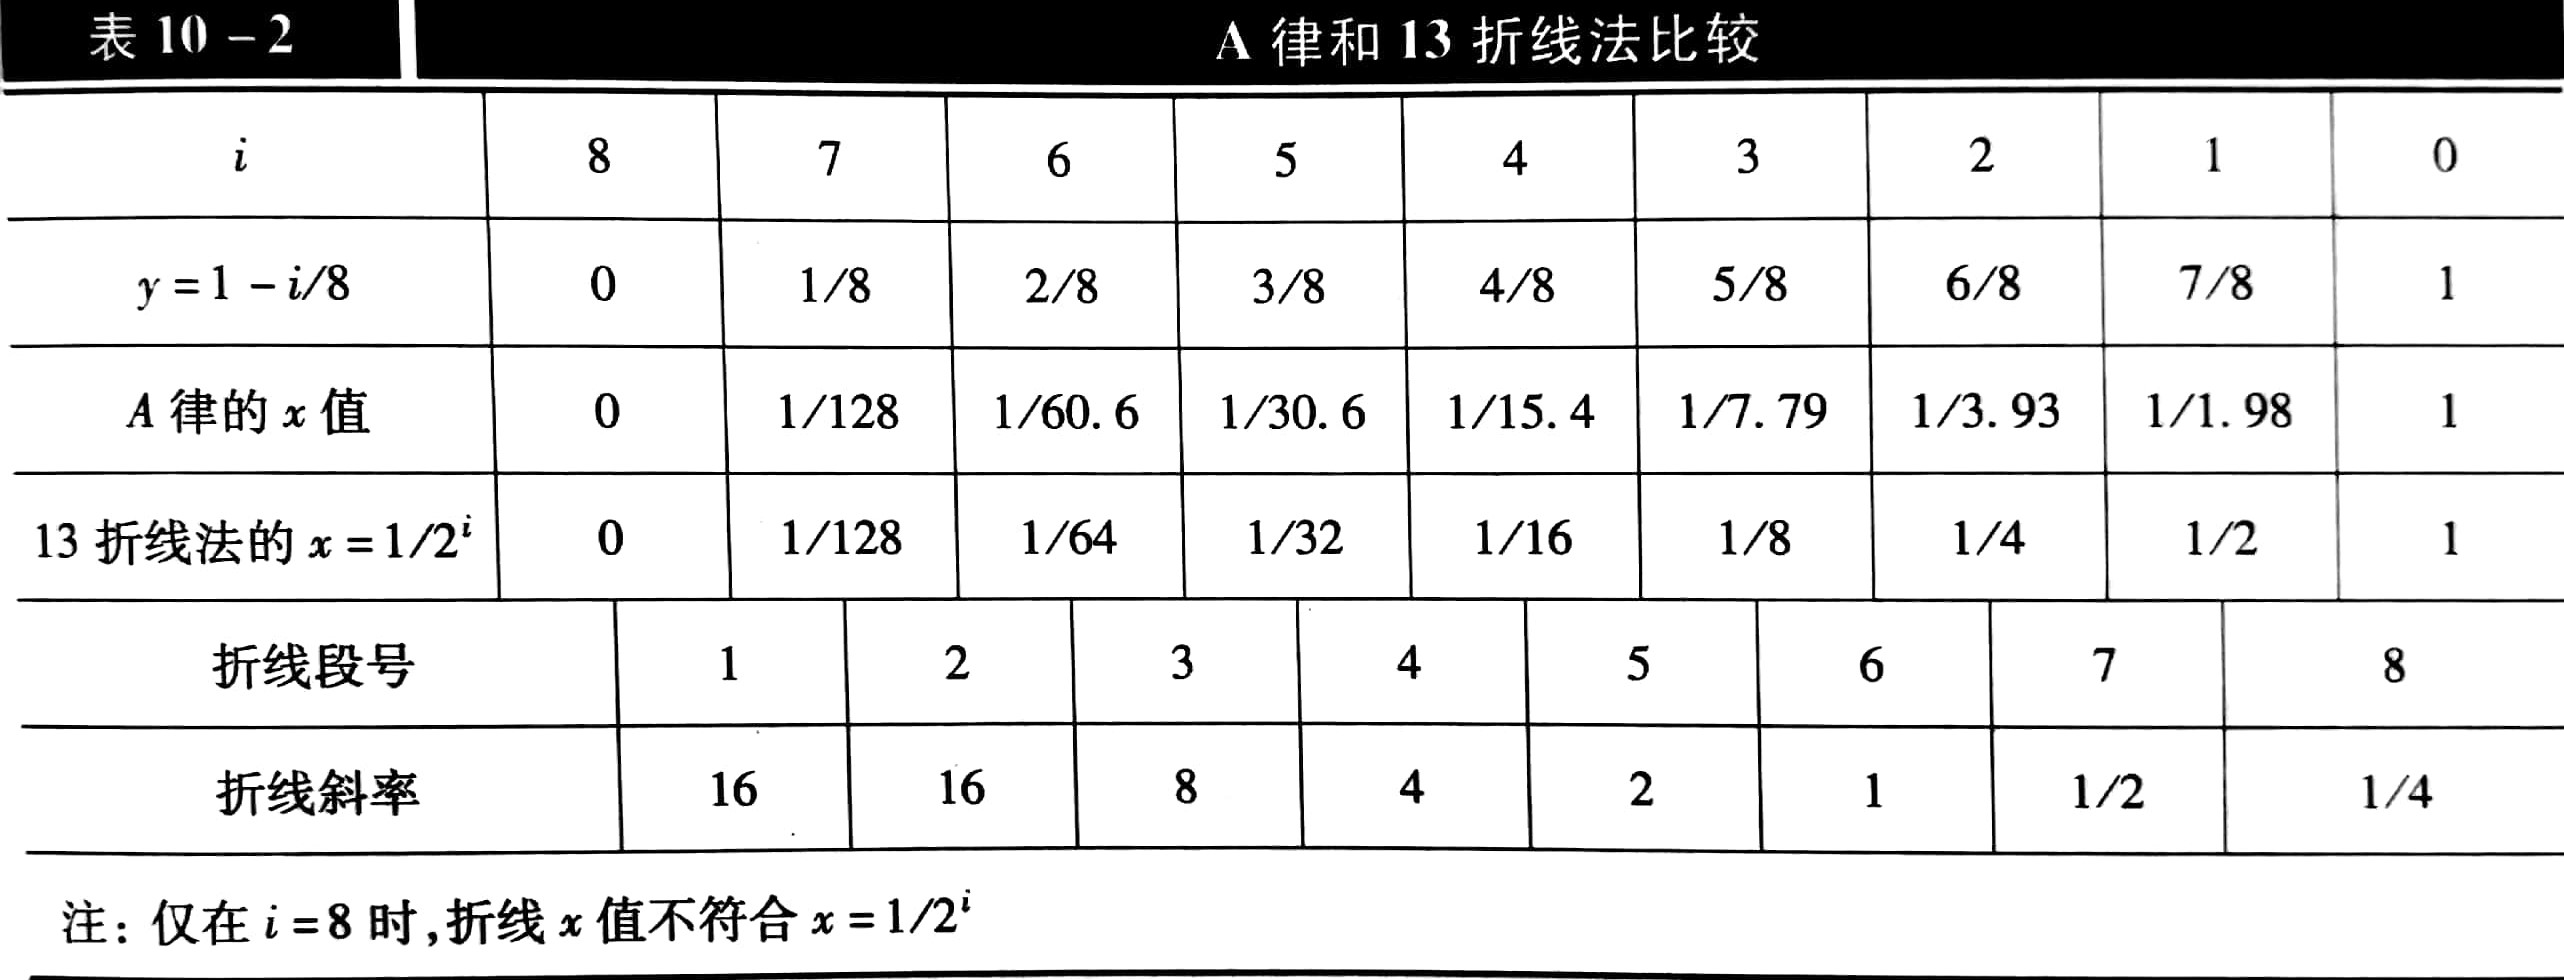 表 10-2 A 律和 13 折线法比较
i 8 7 6 5 4 3 2 1 0
y=1-i/8 0 1/8 2/8 3/8 4/8 5/8 6/8 7/8 1
A 律的 x 值 0 1/128 1/60.6 1/30.6 1/15.4 1/7.79 1/3.93 1/1.98 1
13 折线法的 x=1/2^i 0 1/128 1/64 1/32 1/16 1/8 1/4 1/2 1
折线段号 1 2 3 4 5 6 7 8
折线斜率 16 16 8 4 2 1 1/2 1/4
注：仅在 i=8 时,折线 x 值不符合 x=1/2^i